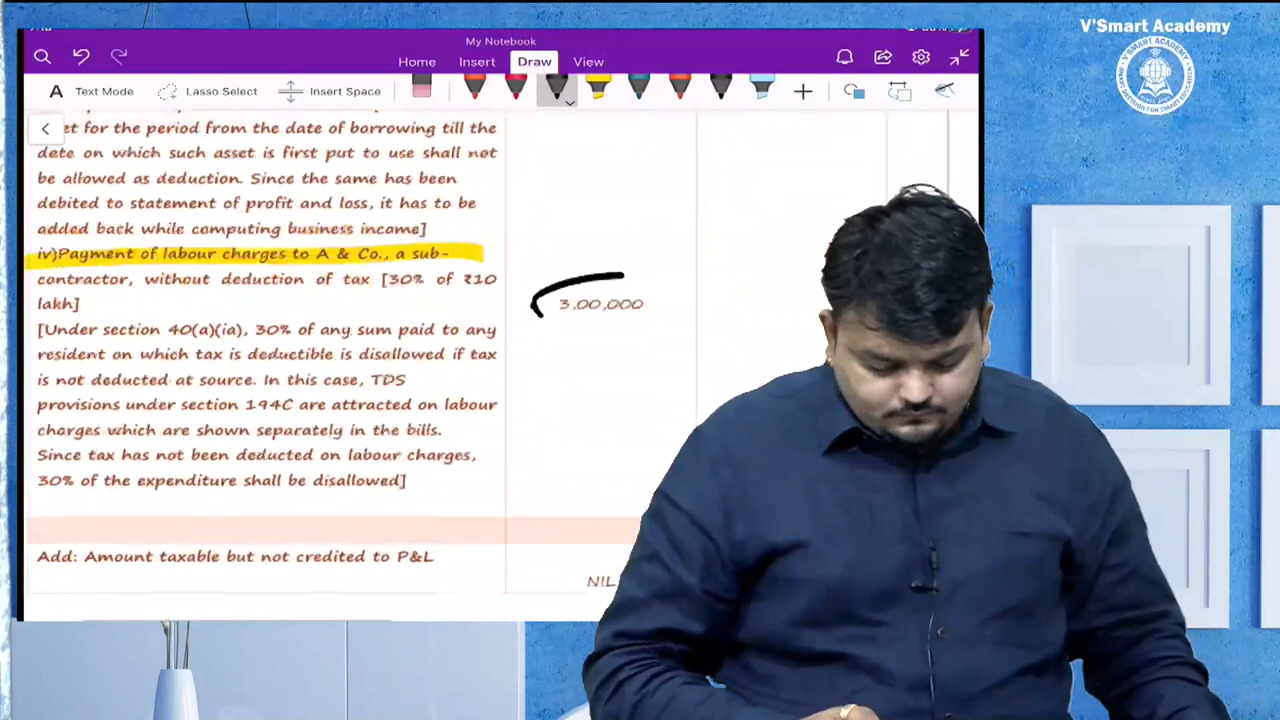 V'Smart Academy
My Notebook
Home Insert Draw View
A Text Mode Lasso Select Insert Space
et for the period from the date of borrowing till the
date on which such asset is first put to use shall not
be allowed as deduction. Since the same has been
debited to statement of profit and loss, it has to be
added back while computing business income]
iv)Payment of labour charges to A & Co., a sub-
contractor, without deduction of tax [30% of ₹10
lakh]
3,00,000
[Under section 40(a)(ia), 30% of any sum paid to any
resident on which tax is deductible is disallowed if tax
is not deducted at source. In this case, TDS
provisions under section 194C are attracted on labour
charges which are shown separately in the bills.
Since tax has not been deducted on labour charges,
30% of the expenditure shall be disallowed]
Add: Amount taxable but not credited to P&L
NIL